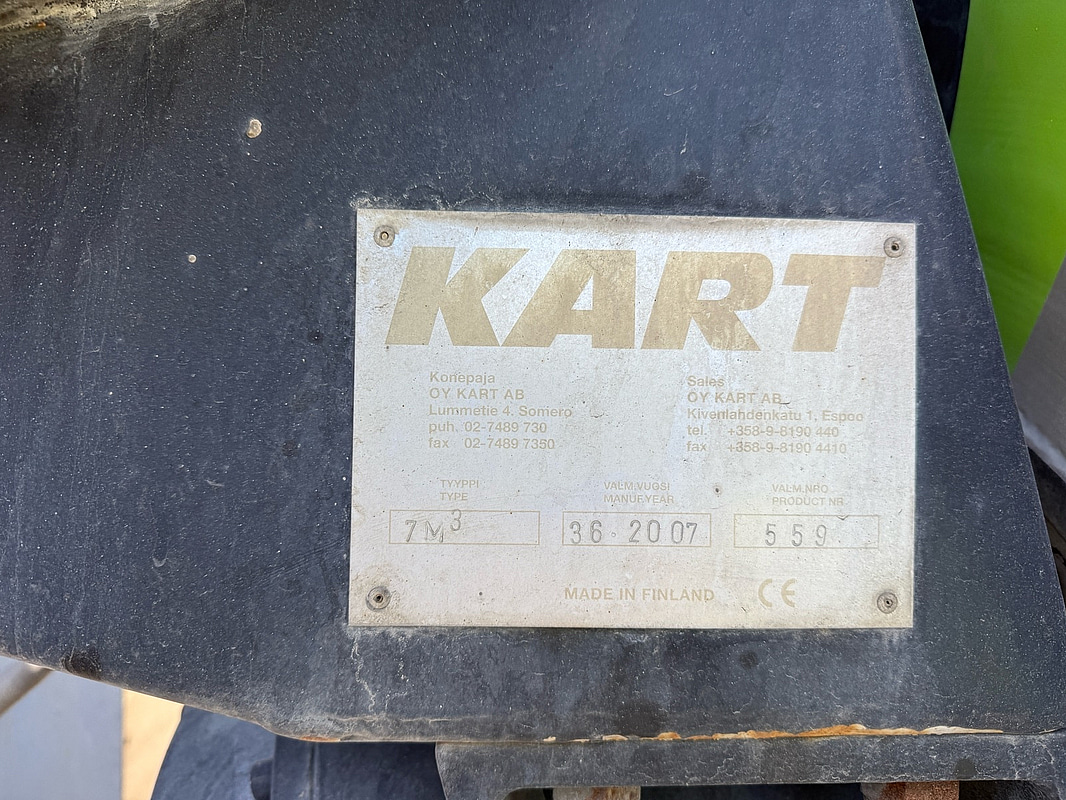 KART
Konepaja
OY KART AB
Lummetie 4. Somero
puh. 02-7489 730
fax 02-7489 7350
Sales
OY KART AB
Kivenlahdenkatu 1, Espoo
tel. +358-9-8190 440
fax +358-9-8190 4410
TYYPPI
TYPE
7M³
VALM.VUOSI
MANUF.YEAR
36.2007
VALM.NRO
PRODUCT NR
559
MADE IN FINLAND CE